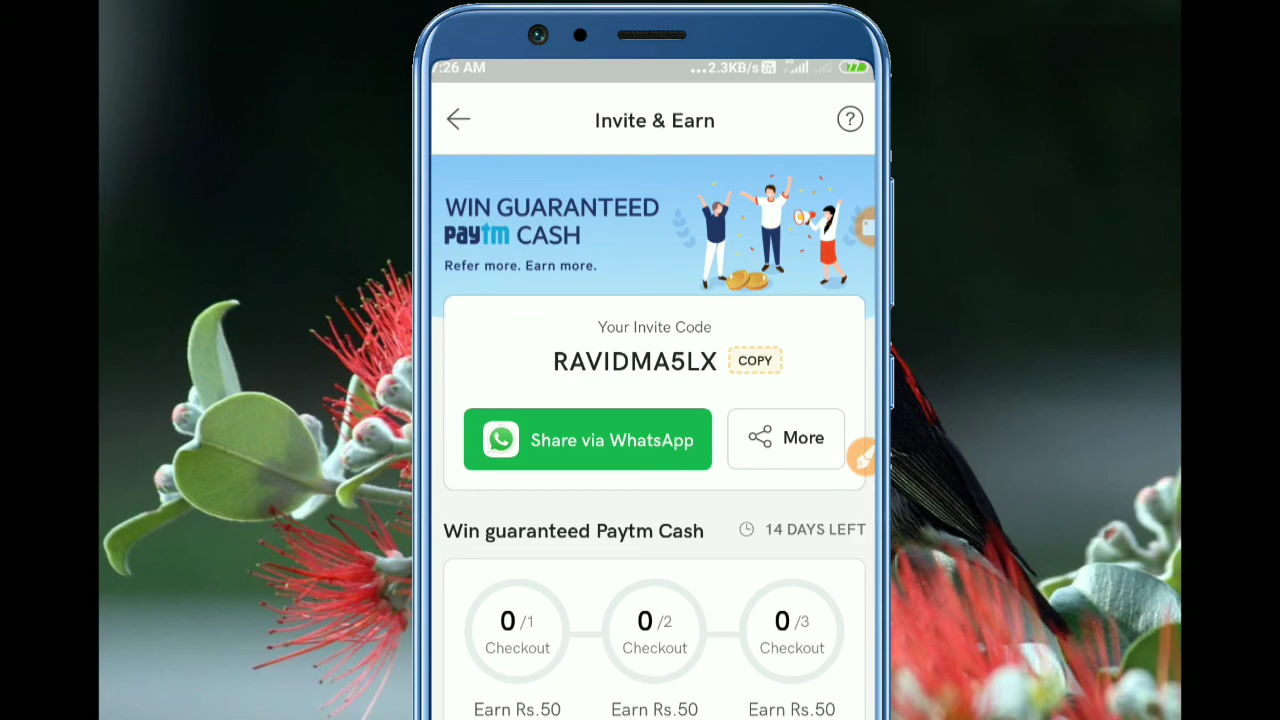 7:26 AM
...2.3KB/s
77
Invite & Earn
?
WIN GUARANTEED
paytm CASH
Refer more. Earn more.
Your Invite Code
RAVIDMA5LX COPY
Share via WhatsApp
More
Win guaranteed Paytm Cash 14 DAYS LEFT
0/1 0/2 0/3
Checkout Checkout Checkout
Earn Rs.50 Earn Rs.50 Earn Rs.50